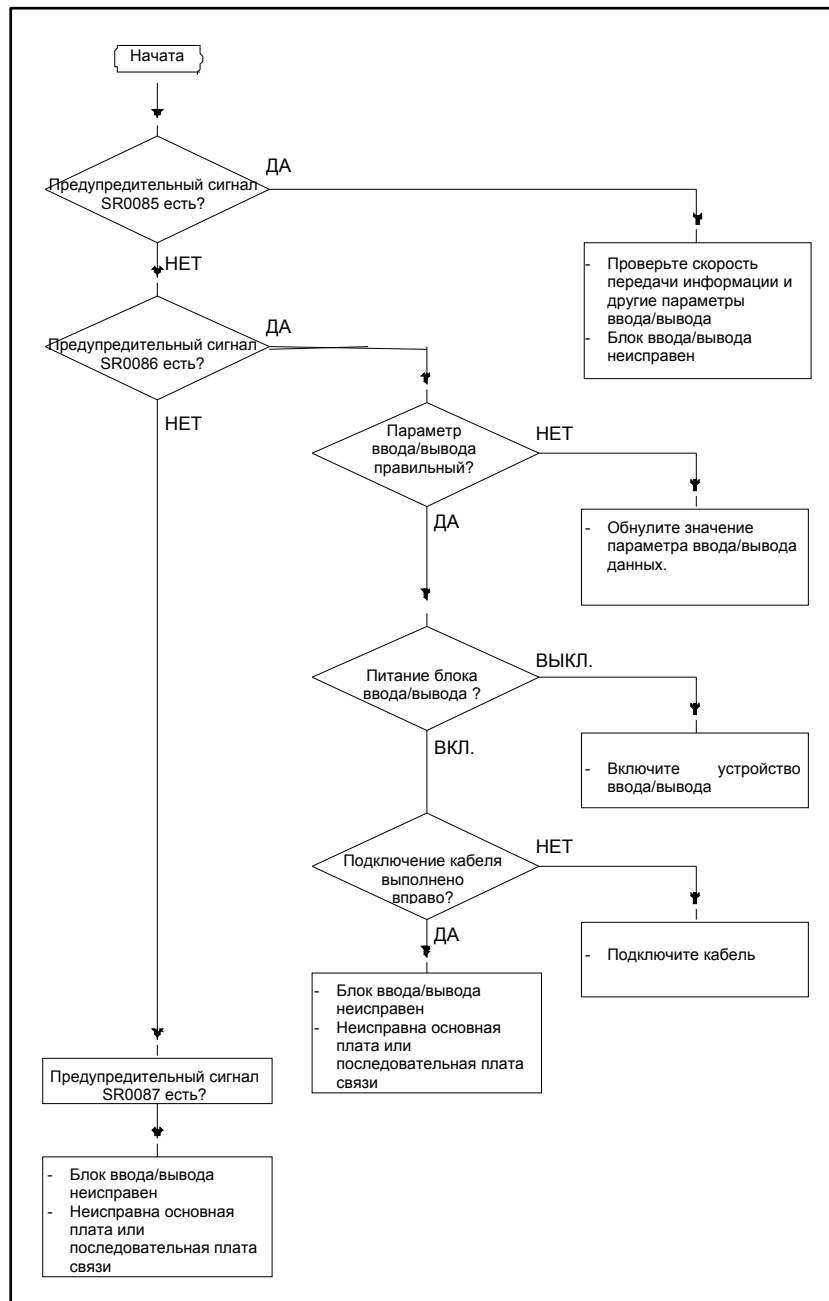 Начата
ДА
Предупредительный сигнал
SR0085 есть?
НЕТ
- Проверьте скорость
передачи информации и
другие параметры
ввода/вывода
- Блок ввода/вывода
неисправен
ДА
Предупредительный сигнал
SR0086 есть?
НЕТ
Параметр
ввода/вывода
правильный?
НЕТ
ДА
- Обнулите значение
параметра ввода/вывода
данных.
Питание блока
ввода/вывода ?
ВЫКЛ.
ВКЛ.
- Включите устройство
ввода/вывода
Подключение кабеля
выполнено
вправо?
НЕТ
ДА
- Подключите кабель
- Блок ввода/вывода
неисправен
- Неисправна основная
плата или
последовательная плата
связи
Предупредительный сигнал
SR0087 есть?
- Блок ввода/вывода
неисправен
- Неисправна основная
плата или
последовательная плата
связи